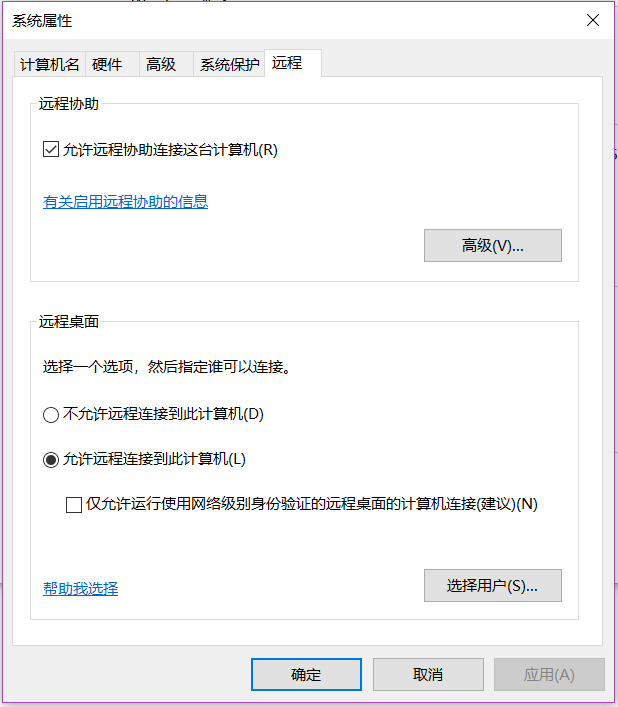 系统属性
计算机名 硬件 高级 系统保护 远程
远程协助
允许远程协助连接这台计算机(R)
有关启用远程协助的信息
高级(V)...
远程桌面
选择一个选项，然后指定谁可以连接。
不允许远程连接到此计算机(D)
允许远程连接到此计算机(L)
仅允许运行使用网络级别身份验证的远程桌面的计算机连接(建议)(N)
帮助我选择 选择用户(S)...
确定 取消 应用(A)